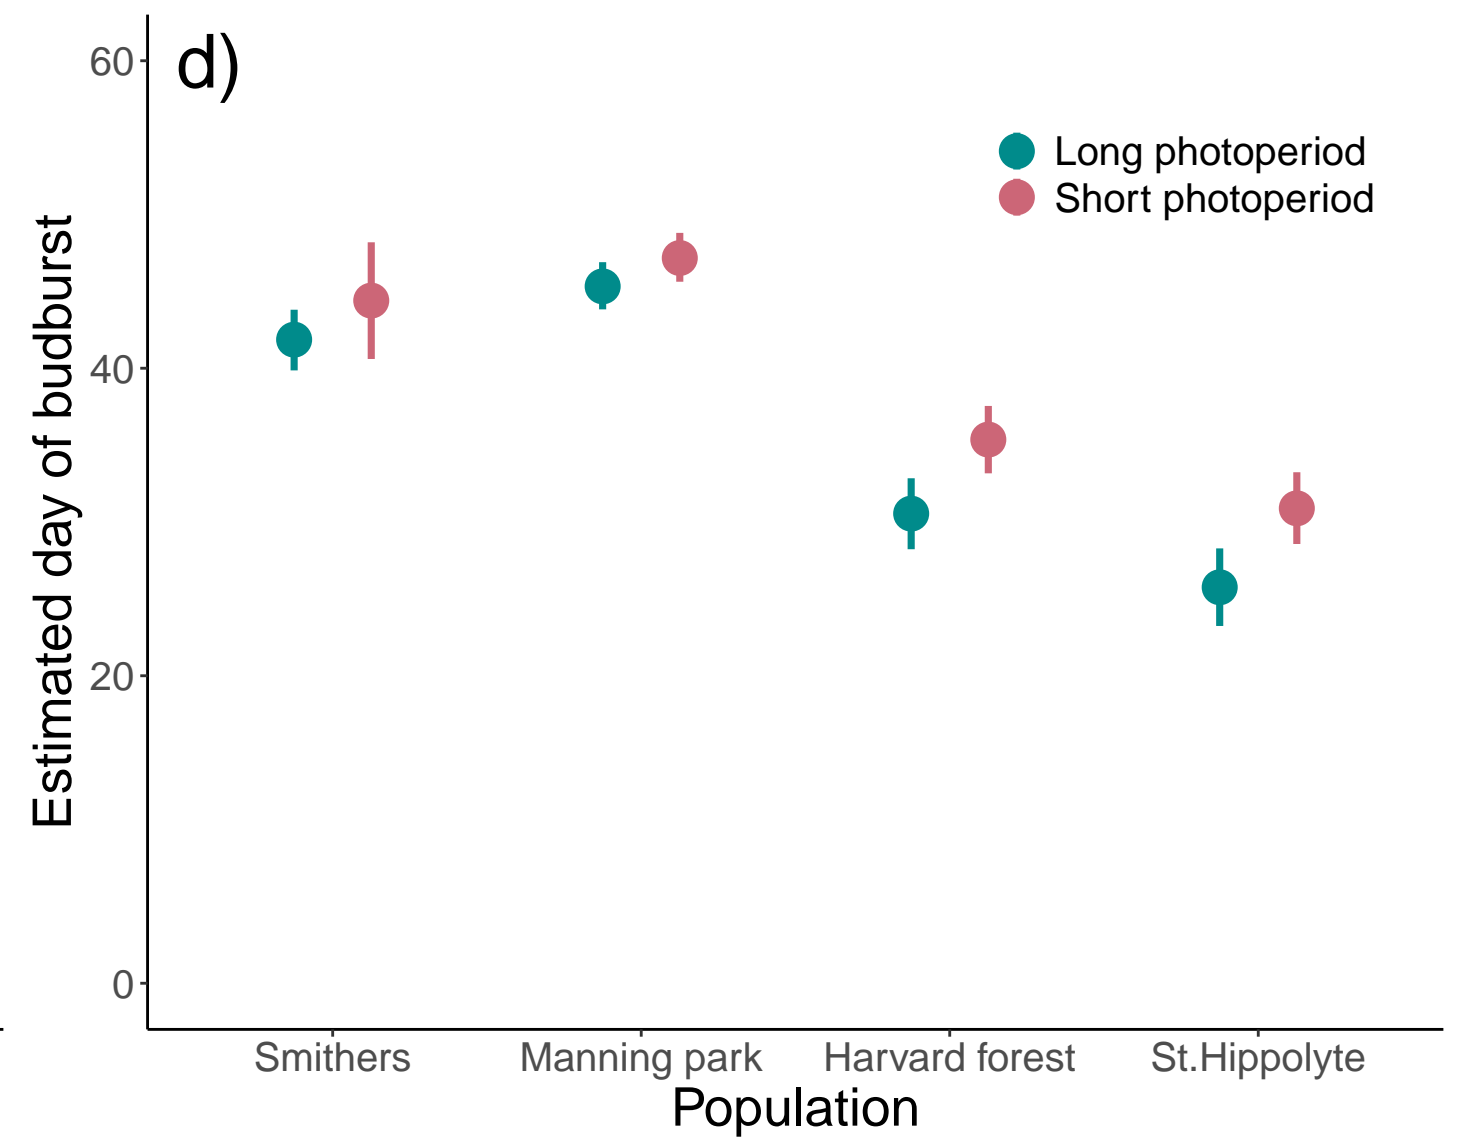 d)
60
40
20
0
Estimated day of budburst
Long photoperiod
Short photoperiod
Smithers Manning park Harvard forest St.Hippolyte
Population